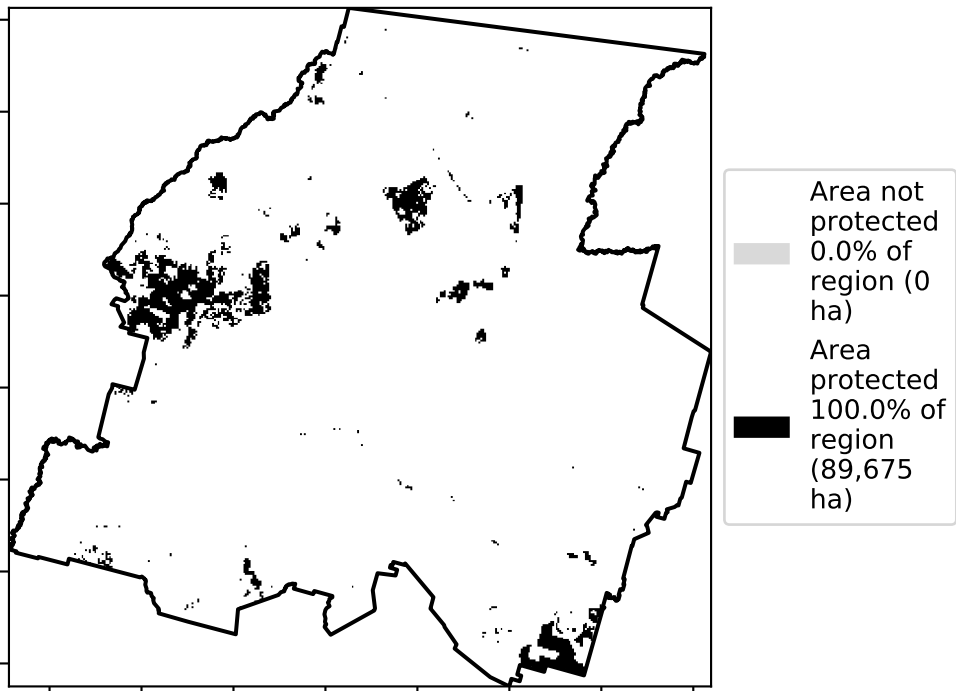 Area not
protected
0.0% of
region (0
ha)
Area
protected
100.0% of
region
(89,675
ha)